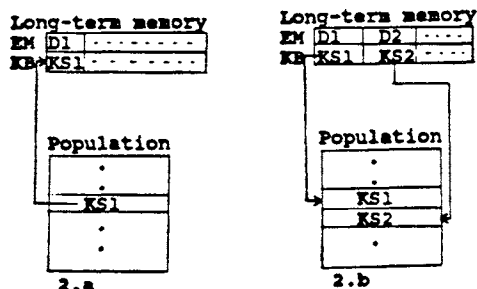 Long-term memory
EM D1 - - - - - - - -
KB KS1 - - - - - - -
Population
.
.
KS1
.
.
2.a
Long-term memory
EM D1 D2 ----
KB KS1 KS2 ----
Population
.
.
KS1
KS2
.
2.b